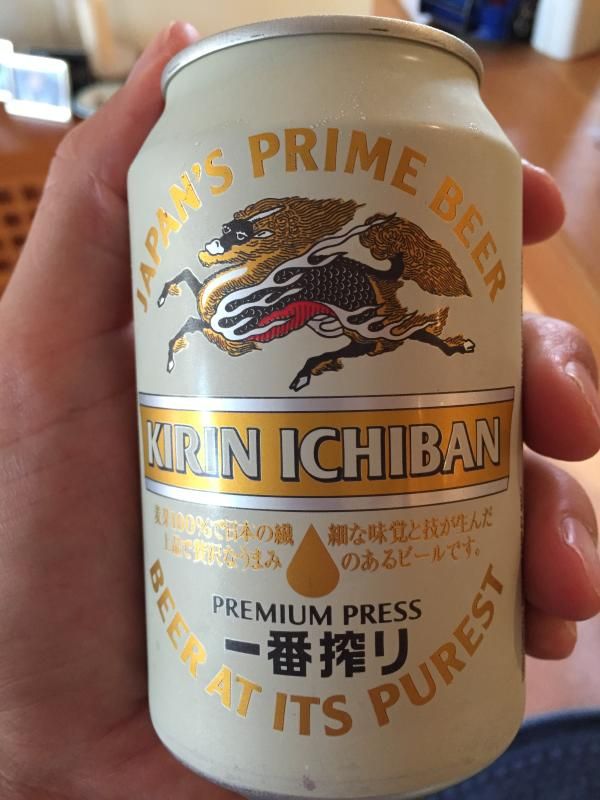 JAPAN'S PRIME BEER
KIRIN ICHIBAN
麦芽100%で日本の繊細な味覚と技が生んだ
上品で贅沢なうまみのあるビールです。
PREMIUM PRESS
一番搾り
BEER AT ITS PUREST